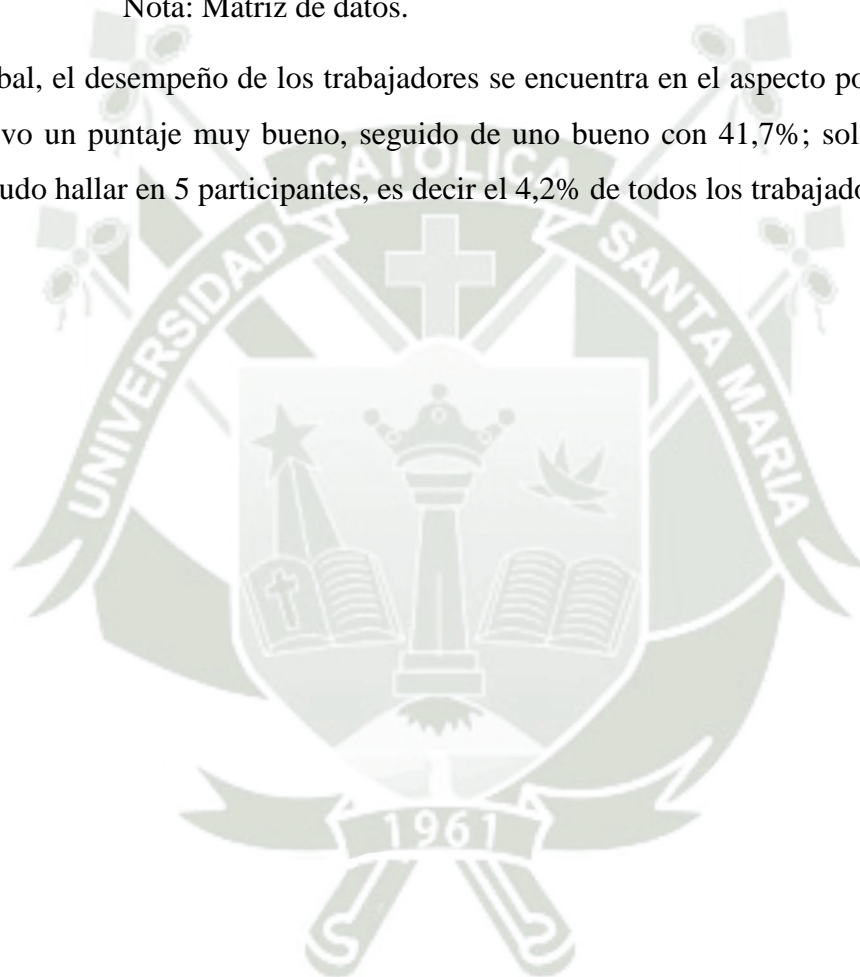 Nota: Matriz de datos.
bal, el desempeño de los trabajadores se encuentra en el aspecto po
vo un puntaje muy bueno, seguido de uno bueno con 41,7%; sol
udo hallar en 5 participantes, es decir el 4,2% de todos los trabajado
UNIVERSIDAD CATOLICA SANTA MARIA
1961